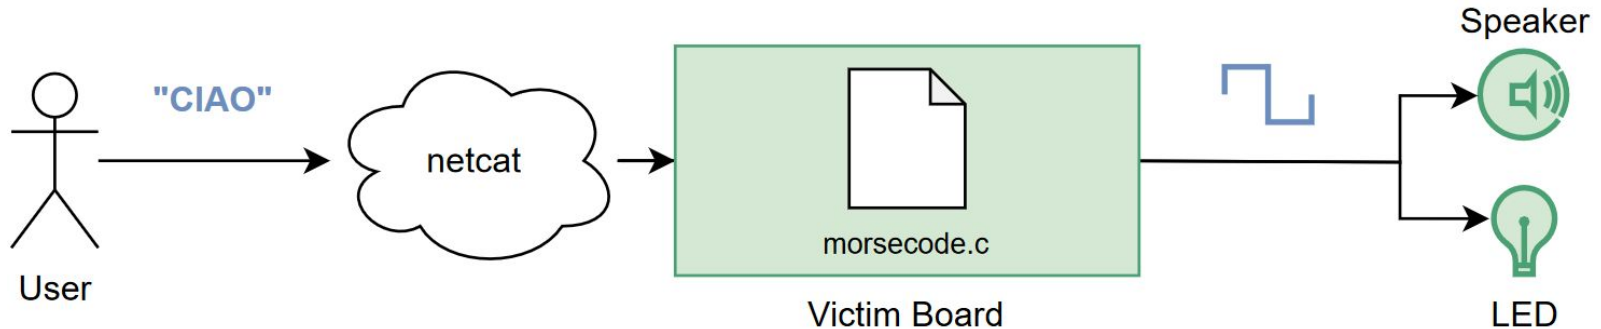 Speaker
"CIAO"
netcat
morsecode.c
User
Victim Board
LED